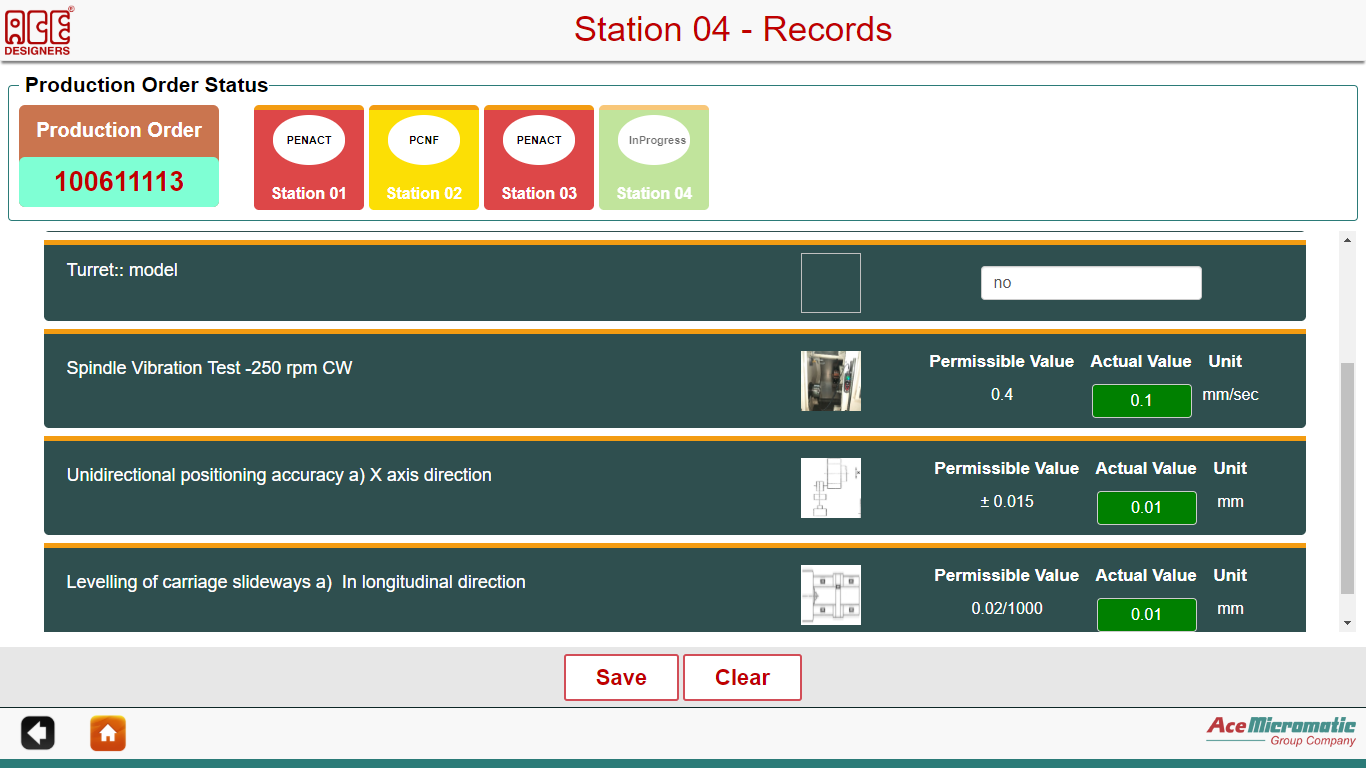 ACE
DESIGNERS
Station 04 - Records
Production Order Status
Production Order
100611113
PENACT
Station 01
PCNF
Station 02
PENACT
Station 03
InProgress
Station 04
Turret:: model
no
Spindle Vibration Test -250 rpm CW
Permissible Value Actual Value Unit
0.4 0.1 mm/sec
Unidirectional positioning accuracy a) X axis direction
Permissible Value Actual Value Unit
± 0.015 0.01 mm
Levelling of carriage slideways a)  In longitudinal direction
Permissible Value Actual Value Unit
0.02/1000 0.01 mm
Save Clear
Ace Micromatic
Group Company